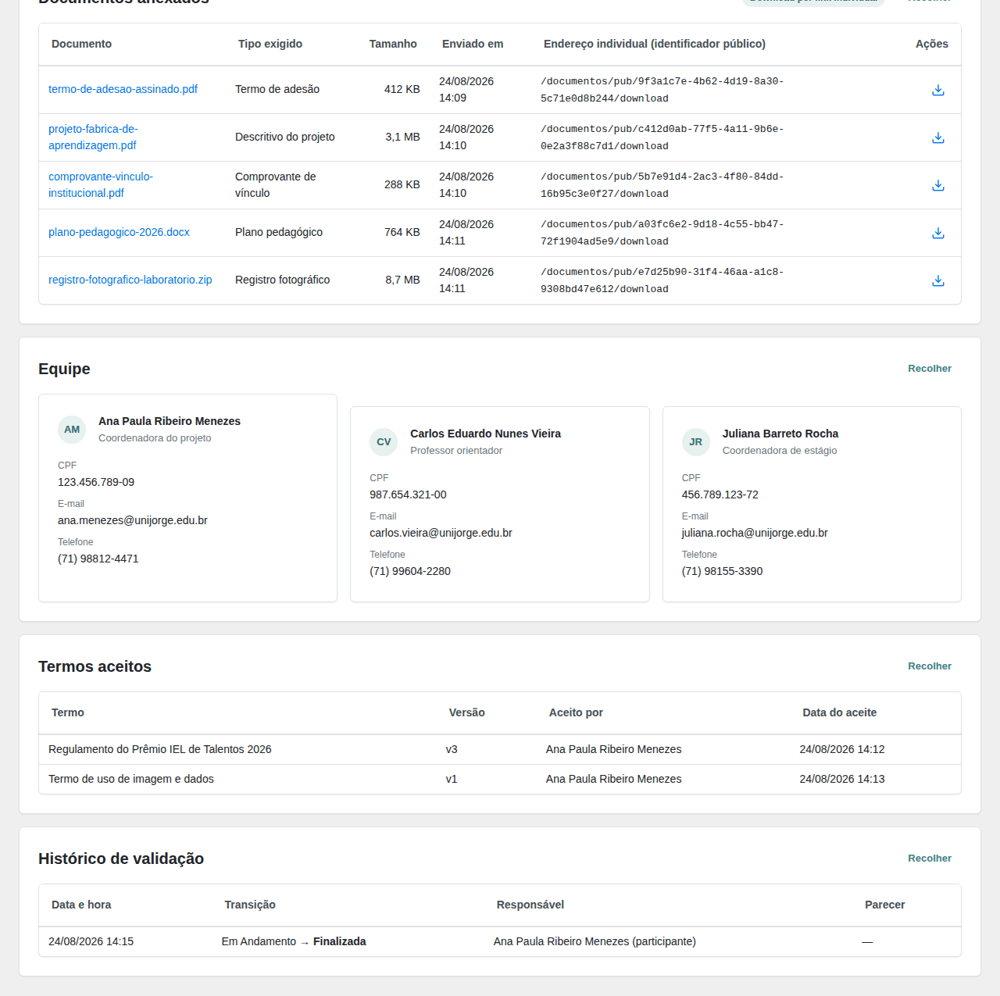 Documento Tipo exigido Tamanho Enviado em Endereço individual (identificador público) Ações
termo-de-adesao-assinado.pdf Termo de adesão 412 KB 24/08/2026 14:09 /documentos/pub/9f3a1c7e-4b62-4d19-8a30-5c71e0d8b244/download
projeto-fabrica-de-aprendizagem.pdf Descritivo do projeto 3,1 MB 24/08/2026 14:10 /documentos/pub/c412d0ab-77f5-4a11-9b6e-0e2a3f88c7d1/download
comprovante-vinculo-institucional.pdf Comprovante de vínculo 288 KB 24/08/2026 14:10 /documentos/pub/5b7e91d4-2ac3-4f80-84dd-16b95c3e0f27/download
plano-pedagogico-2026.docx Plano pedagógico 764 KB 24/08/2026 14:11 /documentos/pub/a03fc6e2-9d18-4c55-bb47-72f1904ad5e9/download
registro-fotografico-laboratorio.zip Registro fotográfico 8,7 MB 24/08/2026 14:11 /documentos/pub/e7d25b90-31f4-46aa-a1c8-9308bd47e612/download
Equipe Recolher
AM
Ana Paula Ribeiro Menezes
Coordenadora do projeto
CPF
123.456.789-09
E-mail
ana.menezes@unijorge.edu.br
Telefone
(71) 98812-4471
CV
Carlos Eduardo Nunes Vieira
Professor orientador
CPF
987.654.321-00
E-mail
carlos.vieira@unijorge.edu.br
Telefone
(71) 99604-2280
JR
Juliana Barreto Rocha
Coordenadora de estágio
CPF
456.789.123-72
E-mail
juliana.rocha@unijorge.edu.br
Telefone
(71) 98155-3390
Termos aceitos Recolher
Termo Versão Aceito por Data do aceite
Regulamento do Prêmio IEL de Talentos 2026 v3 Ana Paula Ribeiro Menezes 24/08/2026 14:12
Termo de uso de imagem e dados v1 Ana Paula Ribeiro Menezes 24/08/2026 14:13
Histórico de validação Recolher
Data e hora Transição Responsável Parecer
24/08/2026 14:15 Em Andamento → Finalizada Ana Paula Ribeiro Menezes (participante) —